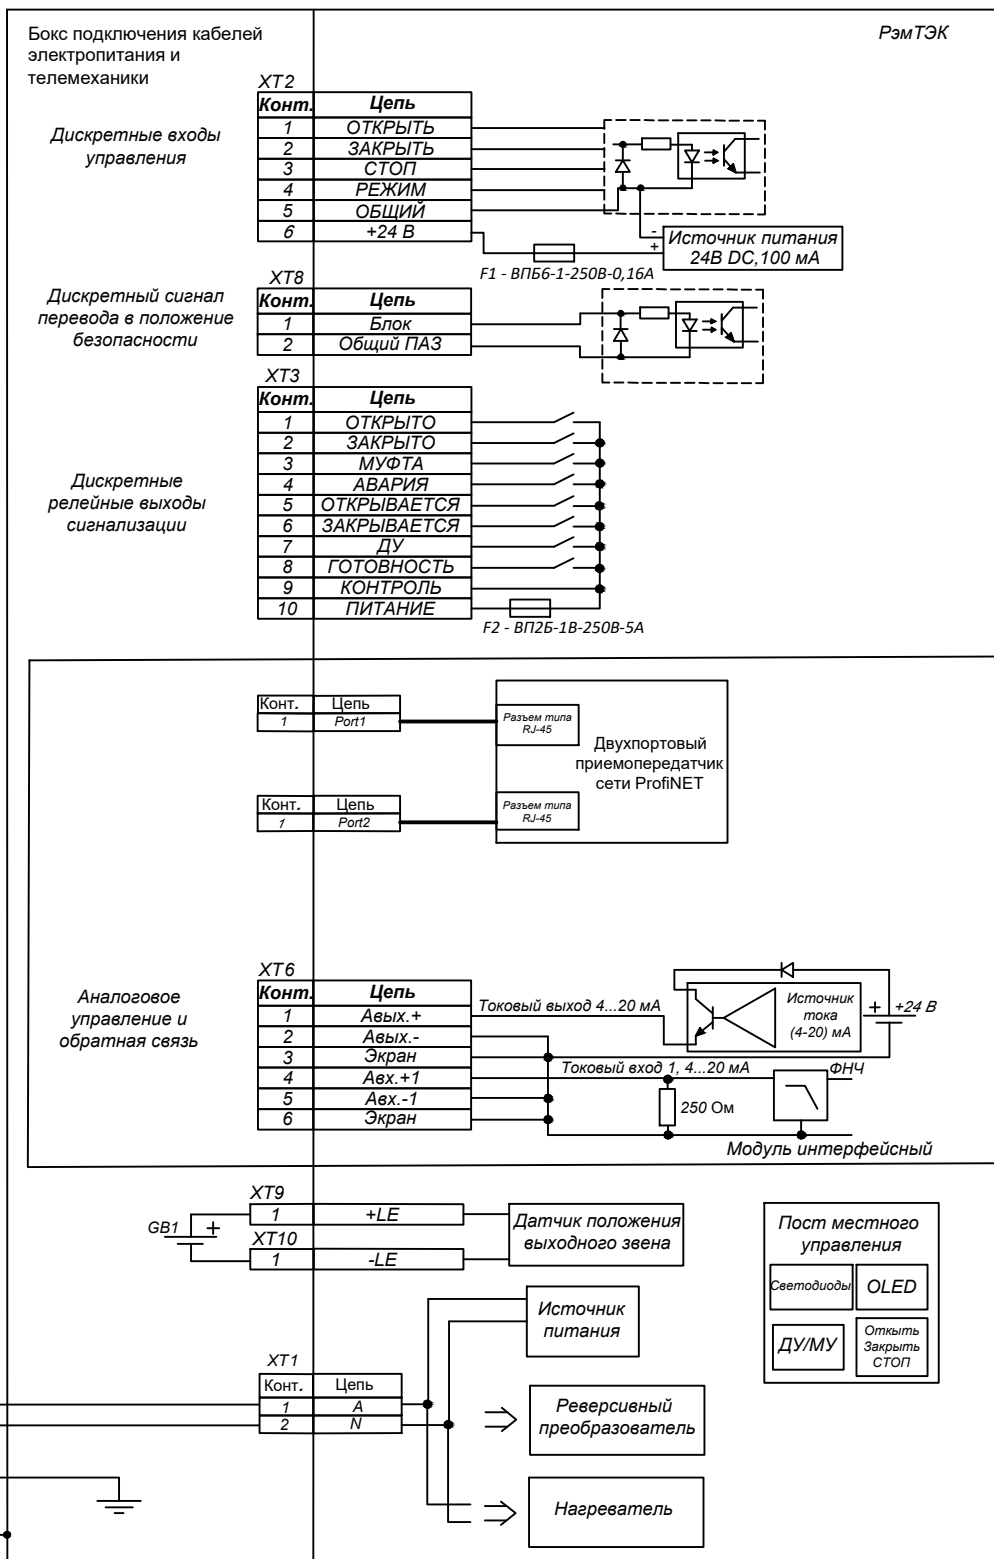 Бокс подключения кабелей
электропитания и
телемеханики
РэмТЭК
Дискретные входы
управления
XT2
Конт. Цепь
1 ОТКРЫТЬ
2 ЗАКРЫТЬ
3 СТОП
4 РЕЖИМ
5 ОБЩИЙ
6 +24 В
-
+
Источник питания
24В DC,100 мА
F1 - ВПБ6-1-250В-0,16А
Дискретный сигнал
перевода в положение
безопасности
XT8
Конт. Цепь
1 Блок
2 Общий ПАЗ
Дискретные
релейные выходы
сигнализации
XT3
Конт. Цепь
1 ОТКРЫТО
2 ЗАКРЫТО
3 МУФТА
4 АВАРИЯ
5 ОТКРЫВАЕТСЯ
6 ЗАКРЫВАЕТСЯ
7 ДУ
8 ГОТОВНОСТЬ
9 КОНТРОЛЬ
10 ПИТАНИЕ
F2 - ВП2Б-1В-250В-5А
Конт. Цепь
1 Port1
Разъем типа
RJ-45
Двухпортовый
приемопередатчик
сети ProfiNET
Конт. Цепь
1 Port2
Разъем типа
RJ-45
Аналоговое
управление и
обратная связь
XT6
Конт. Цепь
1 Авых.+
2 Авых.-
3 Экран
4 Авх.+1
5 Авх.-1
6 Экран
Токовый выход 4...20 мА
Источник
тока
(4-20) мА
+ +24 В
Токовый вход 1, 4...20 мА
ФНЧ
250 Ом
Модуль интерфейсный
XT9
1 +LE
GB1 +
XT10
1 -LE
Датчик положения
выходного звена
Пост местного
управления
Светодиоды
OLED
ДУ/МУ
Откыть
Закрыть
СТОП
Источник
питания
XT1
Конт. Цепь
1 A
2 N
Реверсивный
преобразователь
Нагреватель